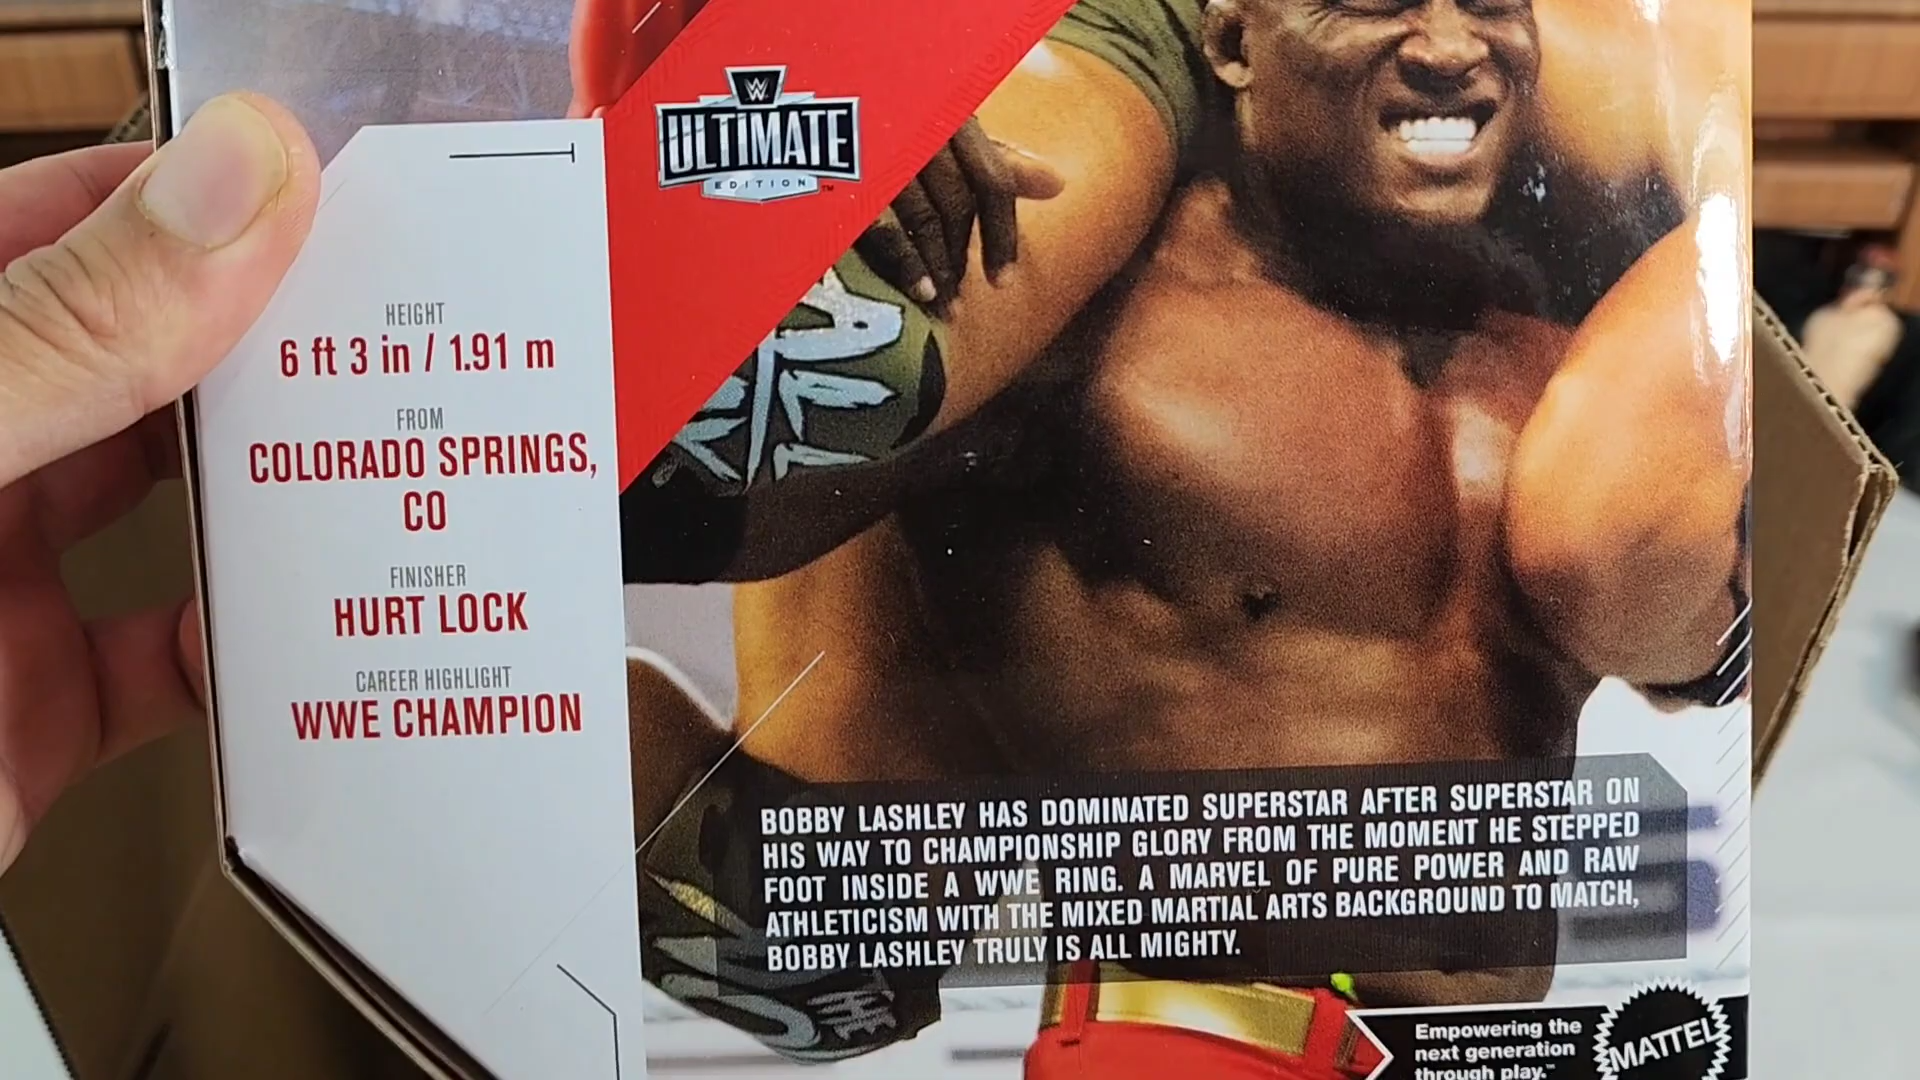 W
ULTIMATE
EDITION™
HEIGHT
6 ft 3 in / 1.91 m
FROM
COLORADO SPRINGS,
CO
FINISHER
HURT LOCK
CAREER HIGHLIGHT
WWE CHAMPION
BOBBY LASHLEY HAS DOMINATED SUPERSTAR AFTER SUPERSTAR ON
HIS WAY TO CHAMPIONSHIP GLORY FROM THE MOMENT HE STEPPED
FOOT INSIDE A WWE RING. A MARVEL OF PURE POWER AND RAW
ATHLETICISM WITH THE MIXED MARTIAL ARTS BACKGROUND TO MATCH,
BOBBY LASHLEY TRULY IS ALL MIGHTY.
THE
Empowering the
next generation
through play.™
MATTEL